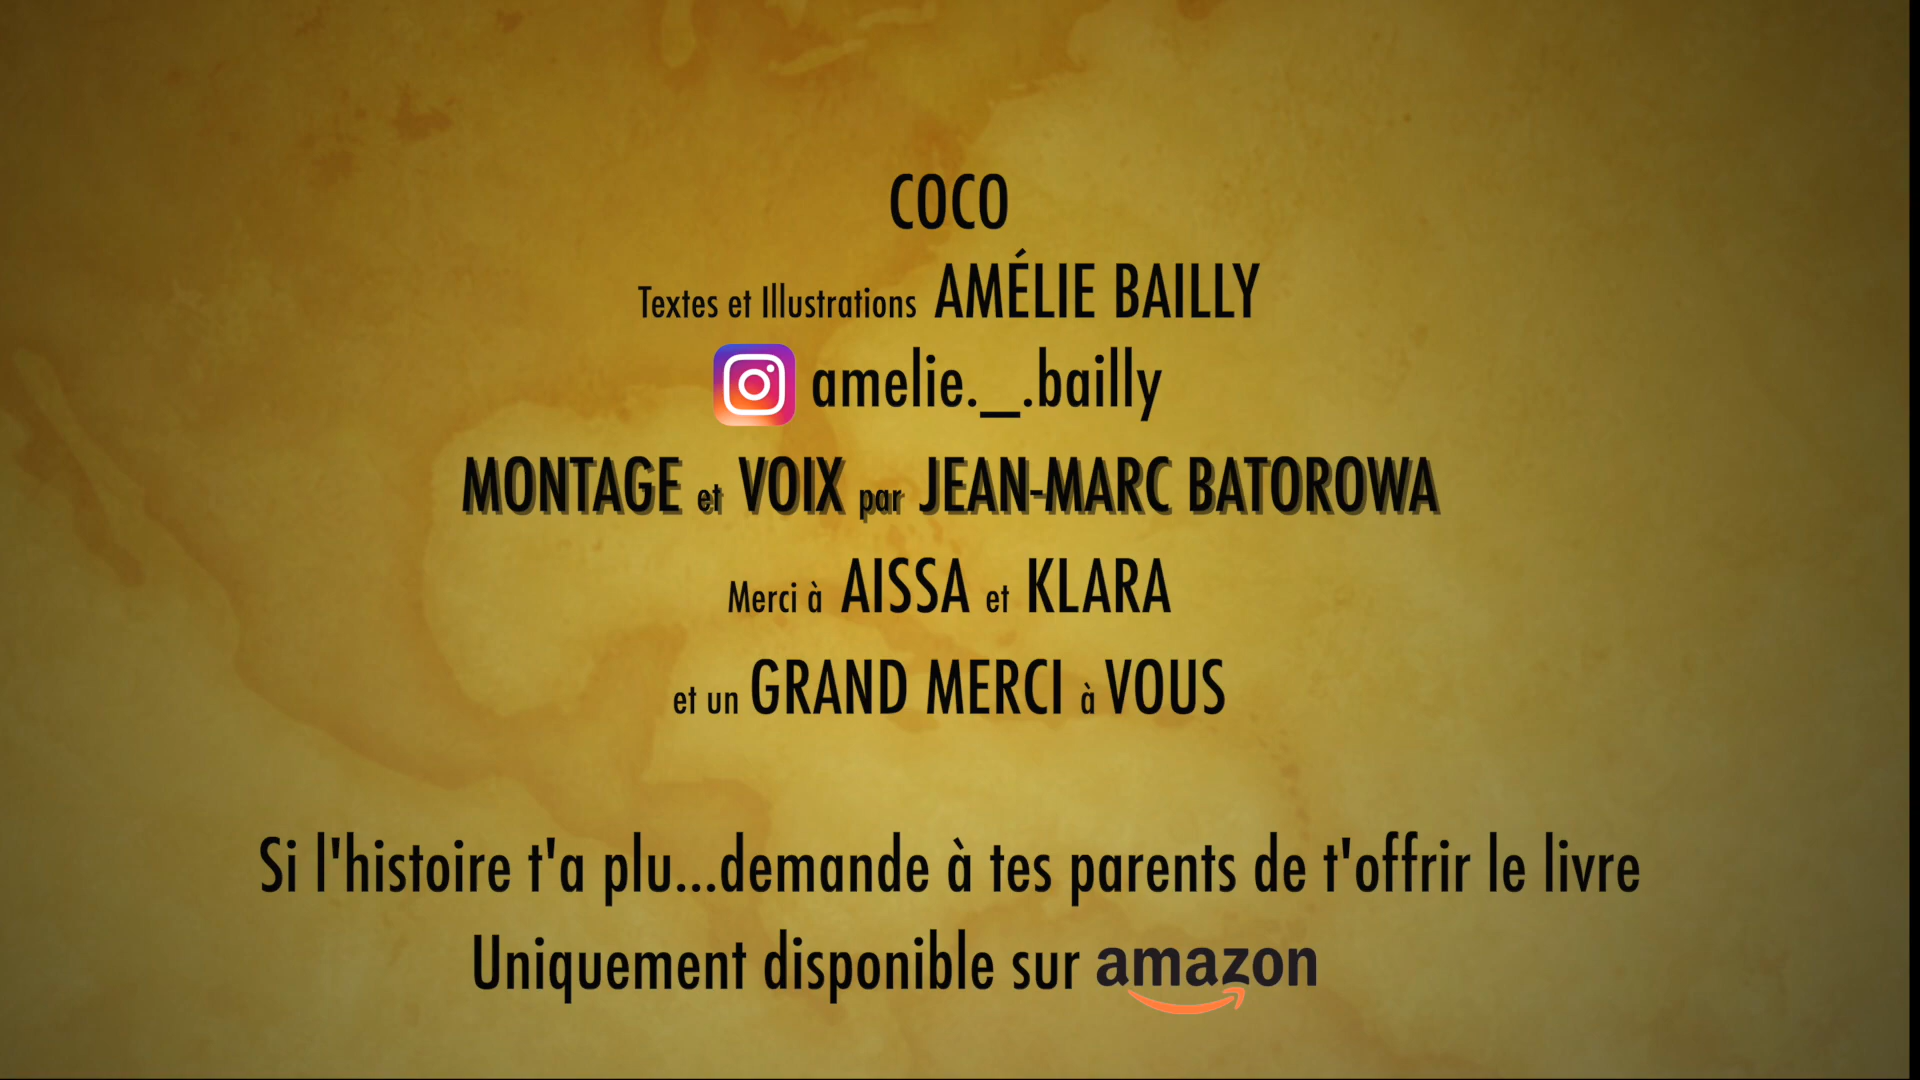 COCO
Textes et Illustrations AMÉLIE BAILLY
amelie._.bailly
MONTAGE et VOIX par JEAN-MARC BATOROWA
Merci à AISSA et KLARA
et un GRAND MERCI à VOUS
Si l'histoire t'a plu...demande à tes parents de t'offrir le livre
Uniquement disponible sur amazon